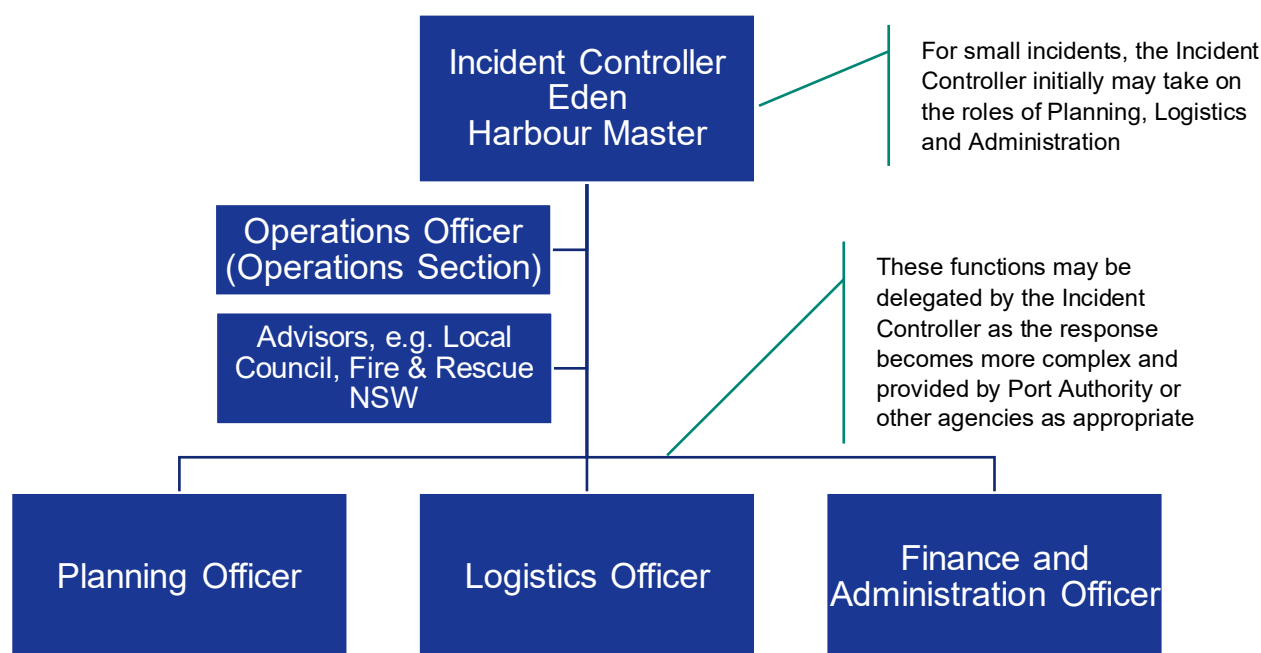 Incident Controller
Eden
Harbour Master
For small incidents, the Incident
Controller initially may take on
the roles of Planning, Logistics
and Administration
Operations Officer
(Operations Section)
Advisors, e.g. Local
Council, Fire & Rescue
NSW
These functions may be
delegated by the Incident
Controller as the response
becomes more complex and
provided by Port Authority or
other agencies as appropriate
Planning Officer
Logistics Officer
Finance and
Administration Officer